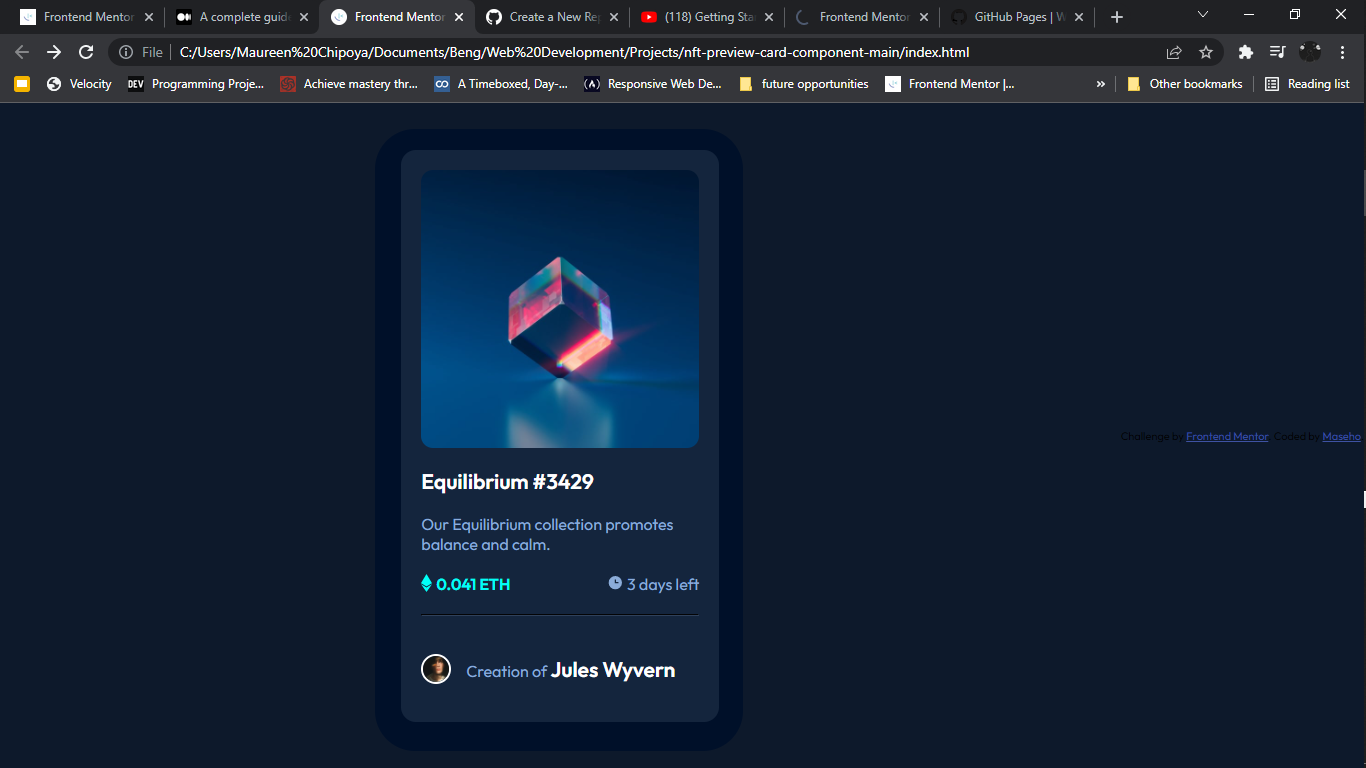 Frontend Mentor
A complete guide
Frontend Mentor
Create a New Rep
(118) Getting Sta
Frontend Mentor
GitHub Pages | W
File
C:/Users/Maureen%20Chipoya/Documents/Beng/Web%20Development/Projects/nft-preview-card-component-main/index.html
Velocity
DEV Programming Proje...
Achieve mastery thr...
A Timeboxed, Day-...
Responsive Web De...
future opportunities
Frontend Mentor |...
»
Other bookmarks
Reading list
Equilibrium #3429
Our Equilibrium collection promotes
balance and calm.
0.041 ETH
3 days left
Creation of Jules Wyvern
Challenge by Frontend Mentor. Coded by Maseho